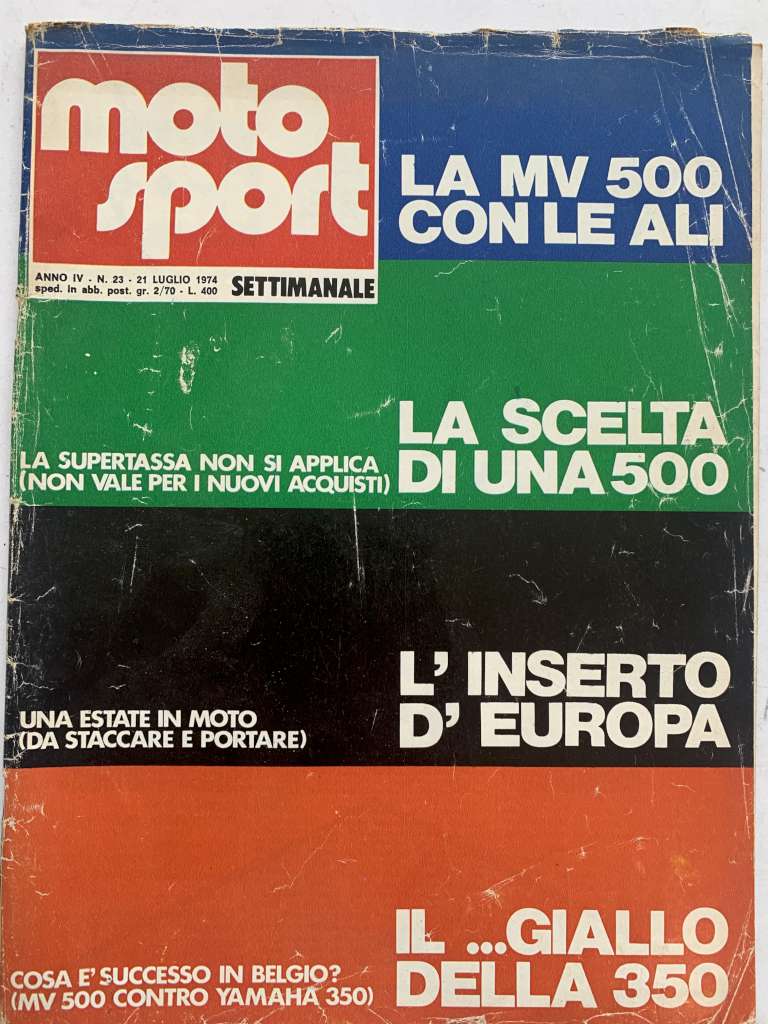 moto
sport
ANNO IV - N. 23 - 21 LUGLIO 1974
sped. in abb. post. gr. 2/70 - L. 400
SETTIMANALE
LA MV 500
CON LE ALI
LA SCELTA
DI UNA 500
LA SUPERTASSA NON SI APPLICA
(NON VALE PER I NUOVI ACQUISTI)
L' INSERTO
D' EUROPA
UNA ESTATE IN MOTO
(DA STACCARE E PORTARE)
IL ...GIALLO
DELLA 350
COSA E' SUCCESSO IN BELGIO?
(MV 500 CONTRO YAMAHA 350)